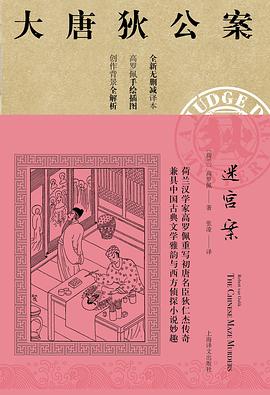 大唐狄公案
全新无删减译本
高罗佩手绘插图
创作背景全解析
A JUDGE D
迷宫案
[荷兰] 高罗佩——著
张凌——译
Robert van Gulik
THE CHINESE MAZE MURDERS
荷兰汉学家高罗佩重写初唐名臣狄仁杰传奇
兼具中国古典文学雅韵与西方侦探小说妙趣
上海译文出版社